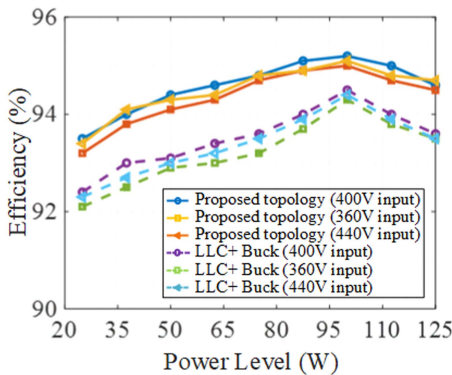 96
94
92
90
Efficiency (%)
Proposed topology (400V input)
Proposed topology (360V input)
Proposed topology (440V input)
LLC+ Buck (400V input)
LLC+ Buck (360V input)
LLC+ Buck (440V input)
20 35 50 65 80 95 110 125
Power Level (W)